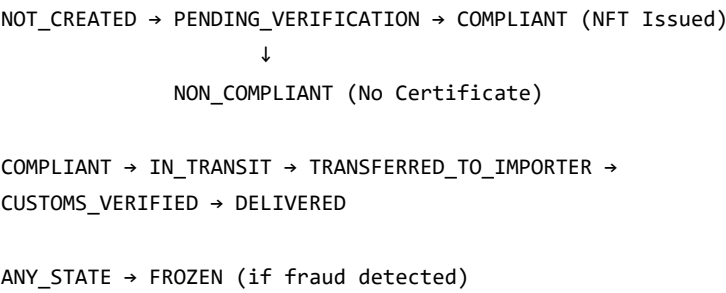 NOT_CREATED → PENDING_VERIFICATION → COMPLIANT (NFT Issued)
↓
NON_COMPLIANT (No Certificate)
COMPLIANT → IN_TRANSIT → TRANSFERRED_TO_IMPORTER →
CUSTOMS_VERIFIED → DELIVERED
ANY_STATE → FROZEN (if fraud detected)